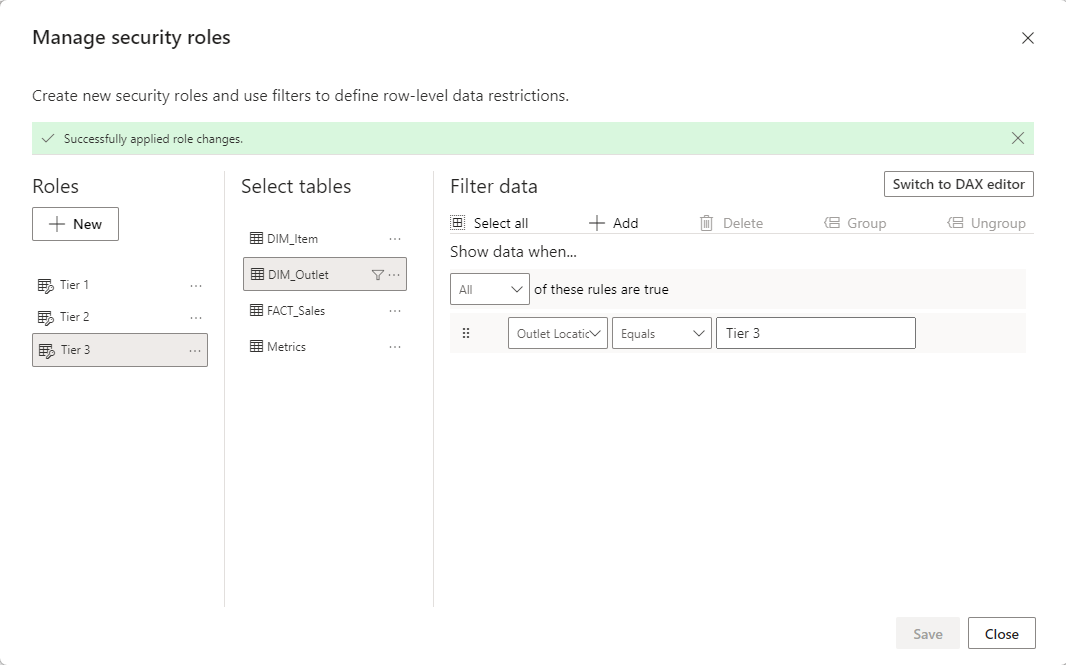 Manage security roles
Create new security roles and use filters to define row-level data restrictions.
Successfully applied role changes.
Roles
New
Tier 1
Tier 2
Tier 3
Select tables
DIM_Item
DIM_Outlet
FACT_Sales
Metrics
Filter data
Switch to DAX editor
Select all Add Delete Group Ungroup
Show data when...
All of these rules are true
Outlet Locatic Equals Tier 3
Save Close